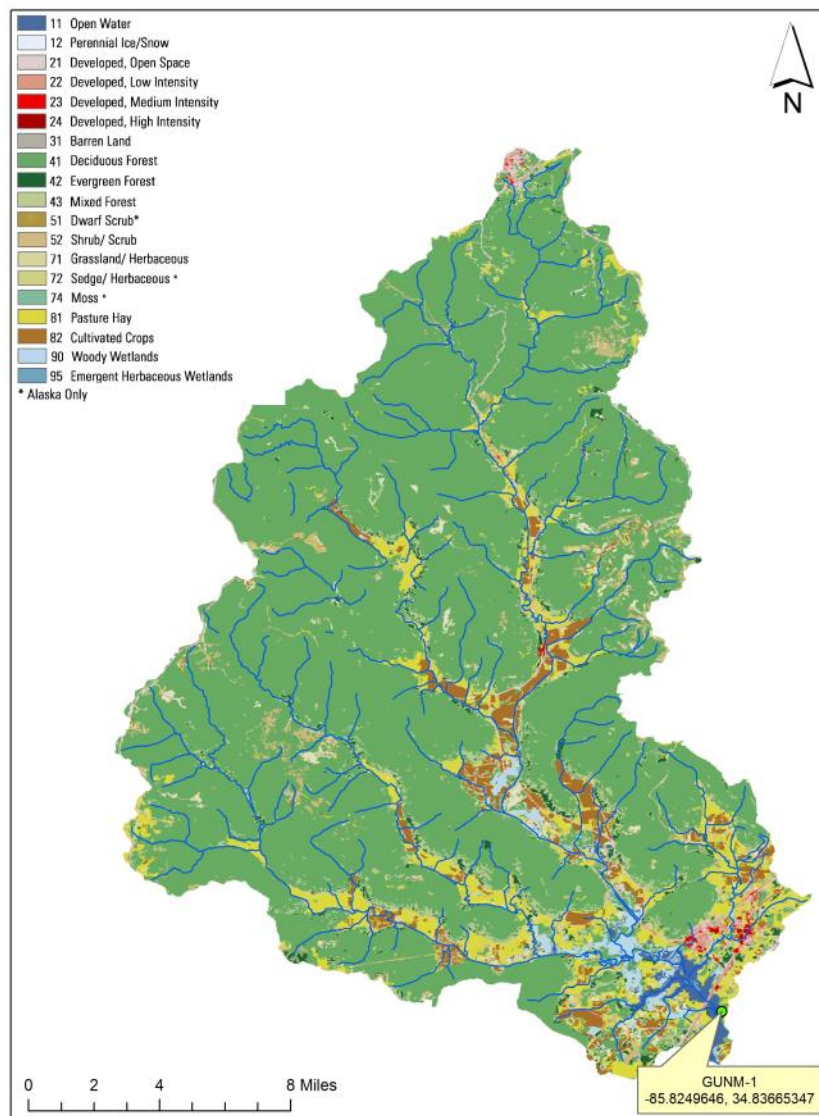 11 Open Water
12 Perennial Ice/Snow
21 Developed, Open Space
22 Developed, Low Intensity
23 Developed, Medium Intensity
24 Developed, High Intensity
31 Barren Land
41 Deciduous Forest
42 Evergreen Forest
43 Mixed Forest
51 Dwarf Scrub*
52 Shrub/ Scrub
71 Grassland/ Herbaceous
72 Sedge/ Herbaceous *
74 Moss *
81 Pasture Hay
82 Cultivated Crops
90 Woody Wetlands
95 Emergent Herbaceous Wetlands
* Alaska Only
N
0 2 4 8 Miles
GUNM-1
-85.8249646, 34.83665347